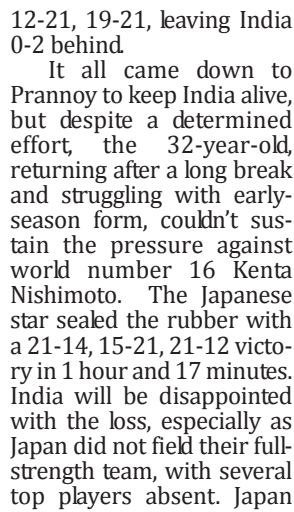 12-21, 19-21, leaving India
0-2 behind.
It all came down to
Prannoy to keep India alive,
but despite a determined
effort, the 32-year-old,
returning after a long break
and struggling with early-
season form, couldn’t sus-
tain the pressure against
world number 16 Kenta
Nishimoto. The Japanese
star sealed the rubber with
a 21-14, 15-21, 21-12 victo-
ry in 1 hour and 17 minutes.
India will be disappointed
with the loss, especially as
Japan did not field their full-
strength team, with several
top players absent. Japan